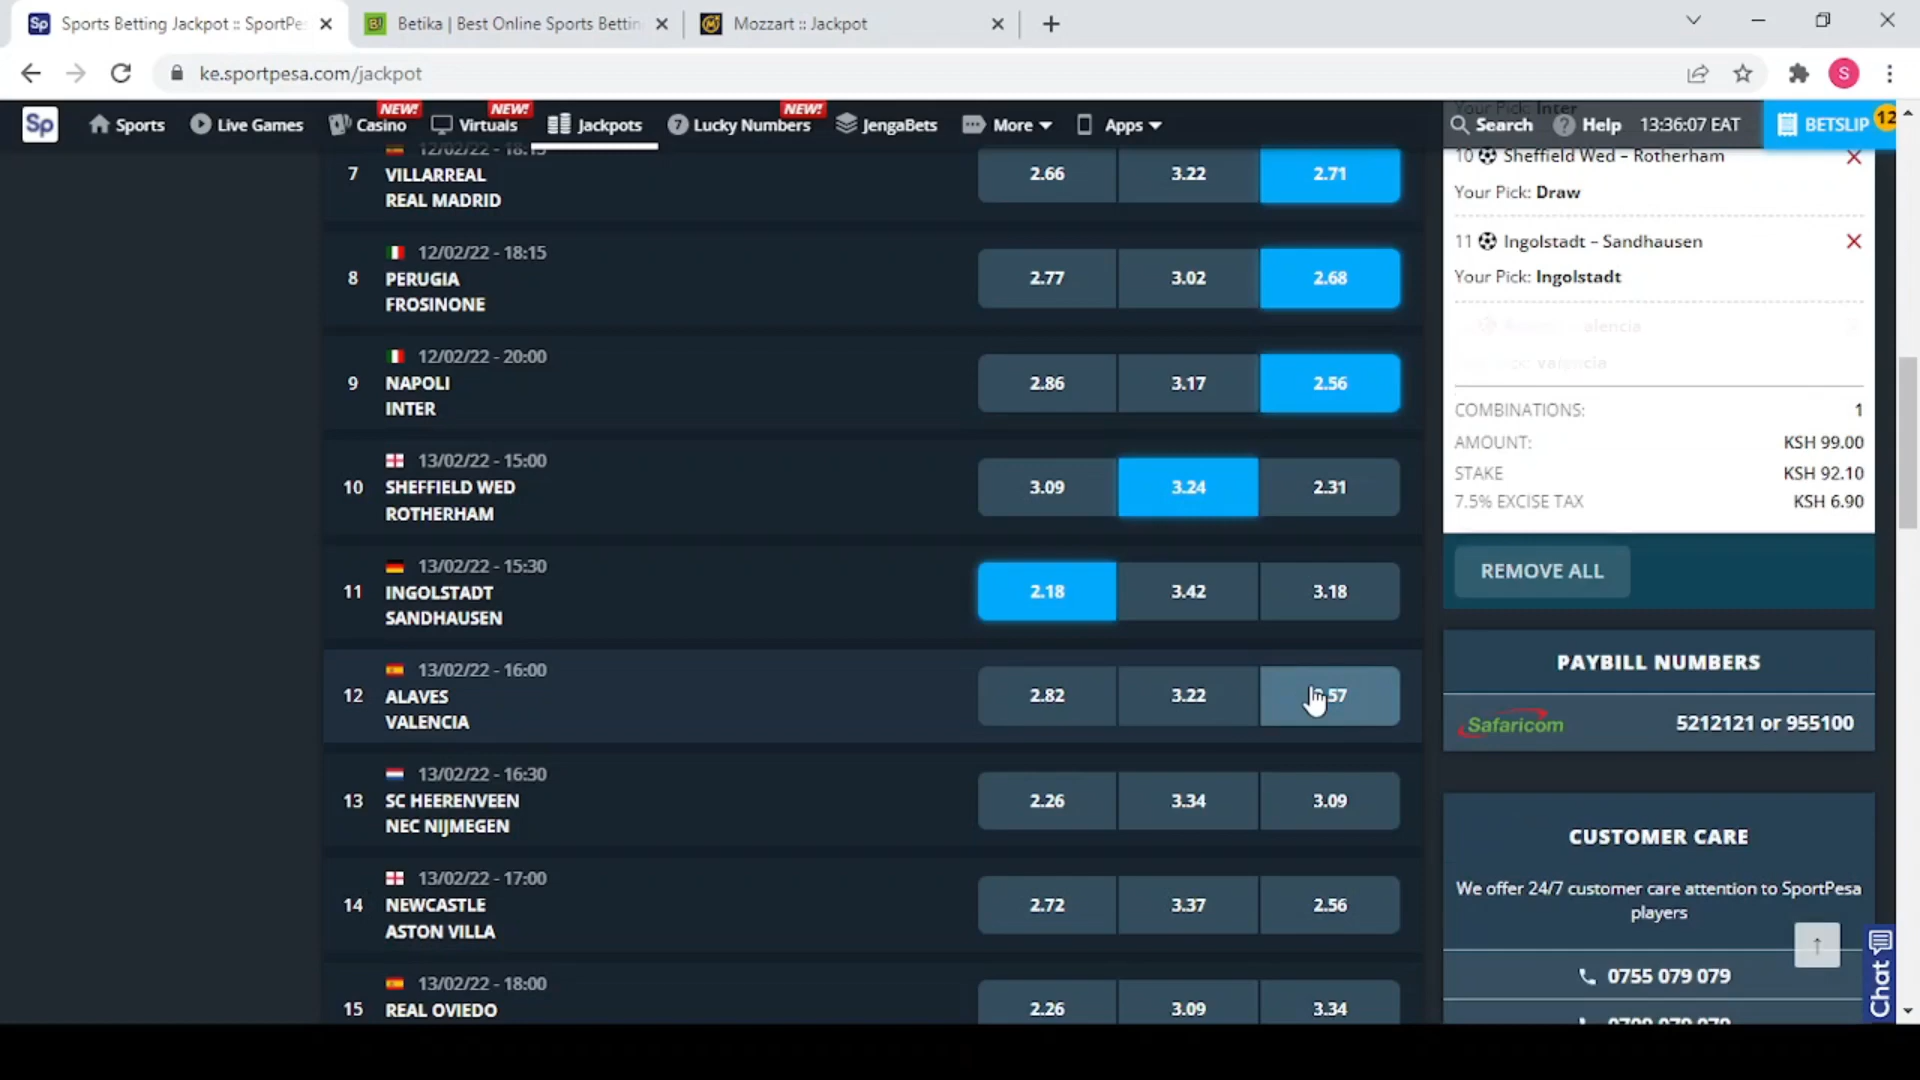 Sports Betting Jackpot :: SportPe
Betika | Best Online Sports Bettin
Mozzart :: Jackpot
ke.sportpesa.com/jackpot
S
Sp
Sports
Live Games
NEW!
Casino
NEW!
Virtuals
Jackpots
NEW!
Lucky Numbers
JengaBets
More
Apps
Your Pick: Inter
Search
Help
13:36:07 EAT
BETSLIP
12
12/02/22 - 18:15
7
VILLARREAL
REAL MADRID
2.66
3.22
2.71
12/02/22 - 18:15
8
PERUGIA
FROSINONE
2.77
3.02
2.68
12/02/22 - 20:00
9
NAPOLI
INTER
2.86
3.17
2.56
13/02/22 - 15:00
10
SHEFFIELD WED
ROTHERHAM
3.09
3.24
2.31
13/02/22 - 15:30
11
INGOLSTADT
SANDHAUSEN
2.18
3.42
3.18
13/02/22 - 16:00
12
ALAVES
VALENCIA
2.82
3.22
57
13/02/22 - 16:30
13
SC HEERENVEEN
NEC NIJMEGEN
2.26
3.34
3.09
13/02/22 - 17:00
14
NEWCASTLE
ASTON VILLA
2.72
3.37
2.56
13/02/22 - 18:00
15
REAL OVIEDO
2.26
3.09
3.34
10 Sheffield Wed - Rotherham
Your Pick: Draw
11 Ingolstadt - Sandhausen
Your Pick: Ingolstadt
COMBINATIONS: 1
AMOUNT: KSH 99.00
STAKE KSH 92.10
7.5% EXCISE TAX KSH 6.90
REMOVE ALL
PAYBILL NUMBERS
Safaricom 5212121 or 955100
CUSTOMER CARE
We offer 24/7 customer care attention to SportPesa
players
0755 079 079
Chat